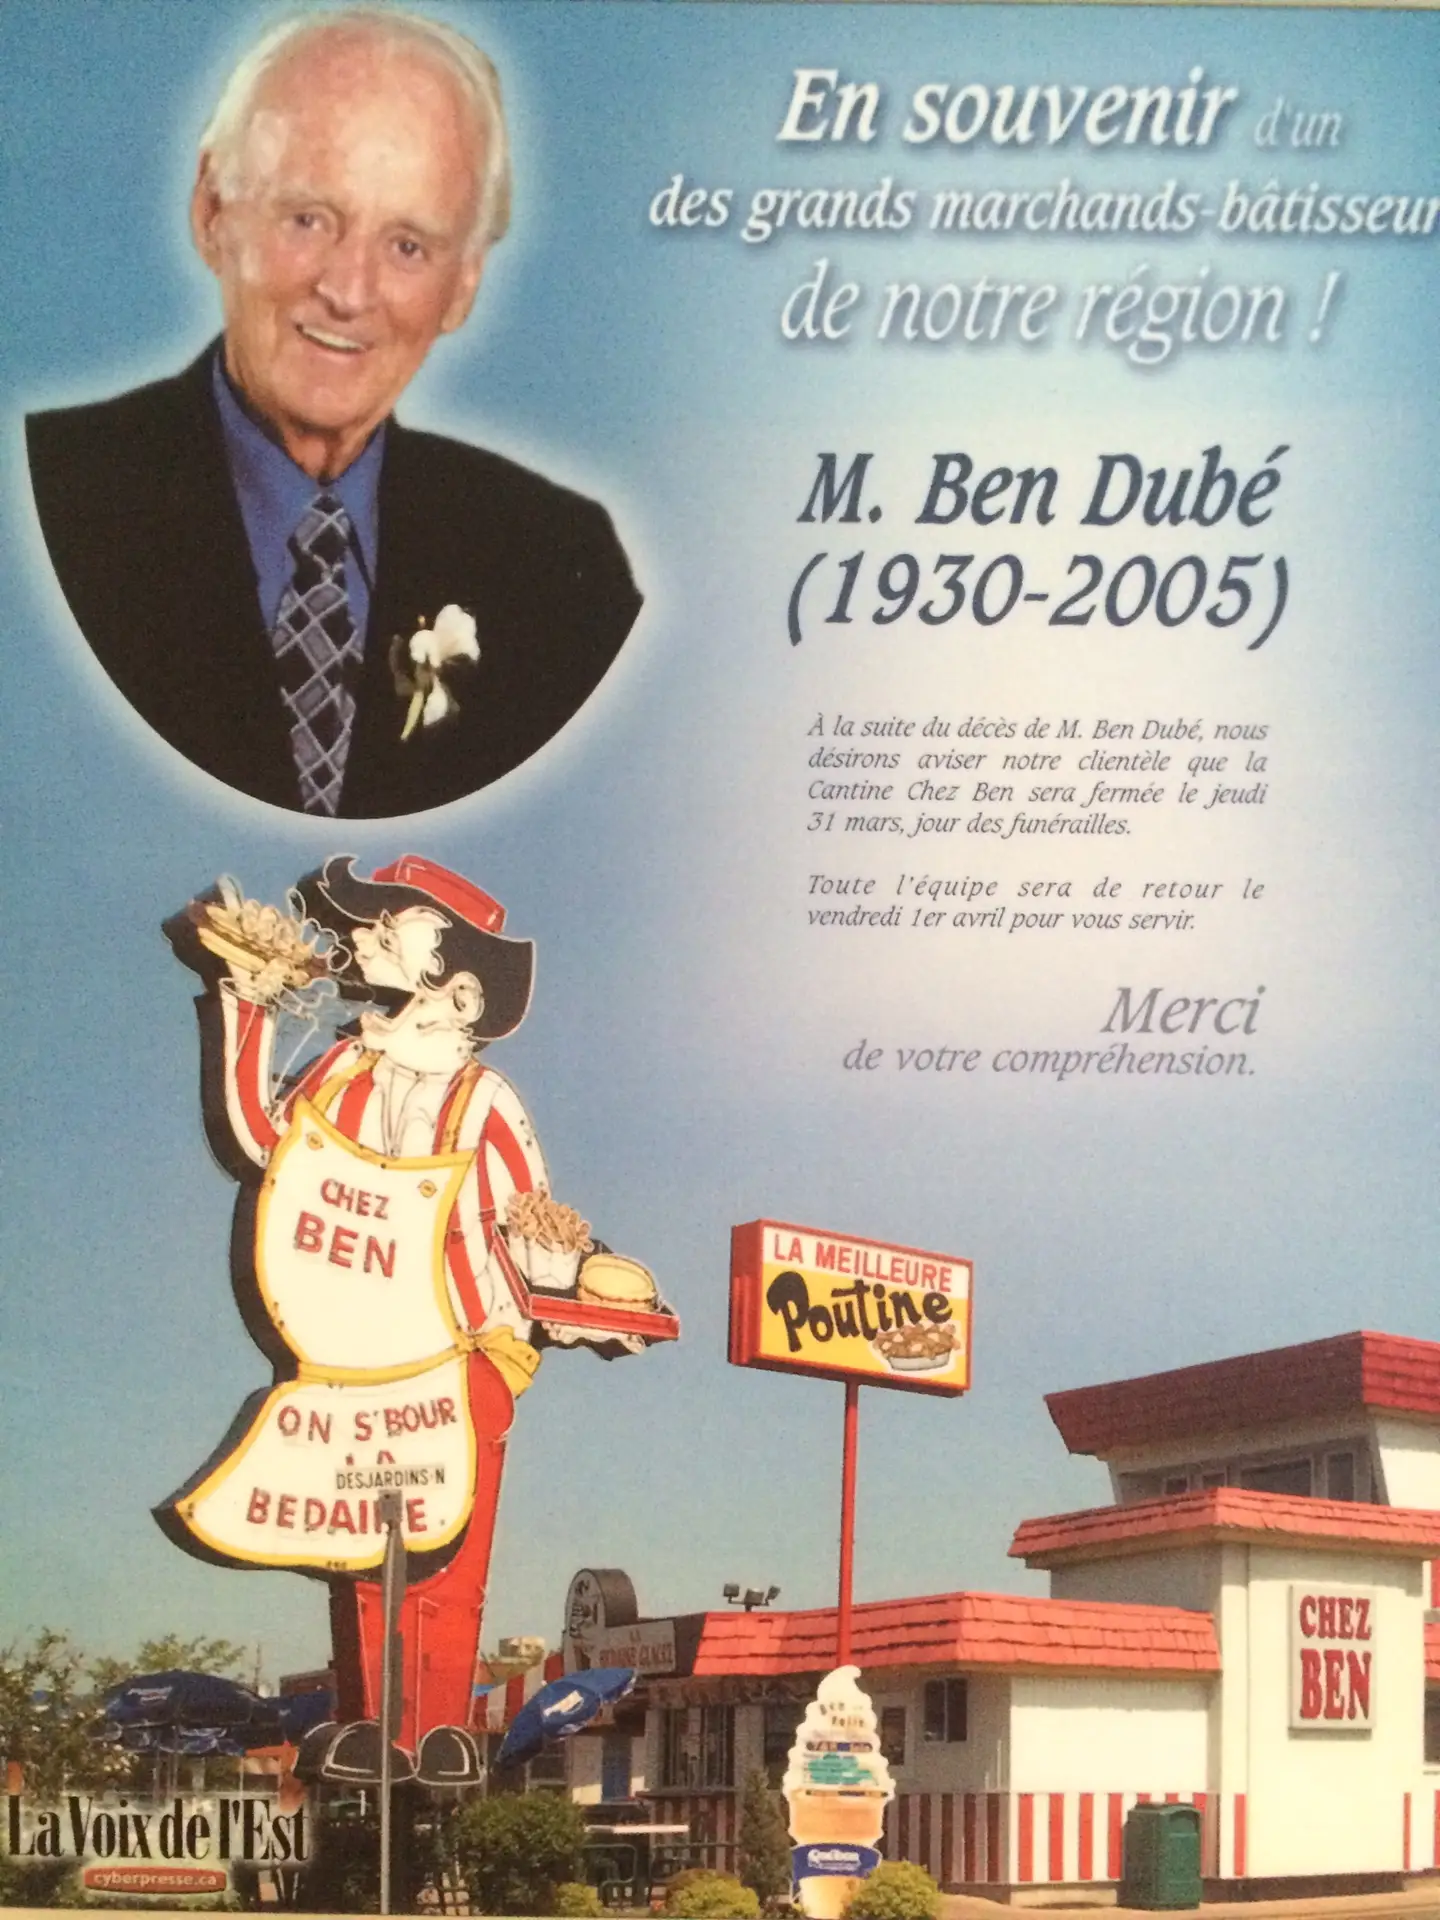 En souvenir d'un
des grands marchands-bâtisseur
de notre région !
M. Ben Dubé
(1930-2005)
À la suite du décès de M. Ben Dubé, nous
désirons aviser notre clientèle que la
Cantine Chez Ben sera fermée le jeudi
31 mars, jour des funérailles.
Toute l'équipe sera de retour le
vendredi 1er avril pour vous servir.
Merci
de votre compréhension.
CHEZ
BEN
ON S'BOUR
LA
DESJARDINS-N
BEDAINE.
LA MEILLEURE
Poutine
CHEZ
BEN
Québon
La Voix de l'Est
cyberpresse.ca